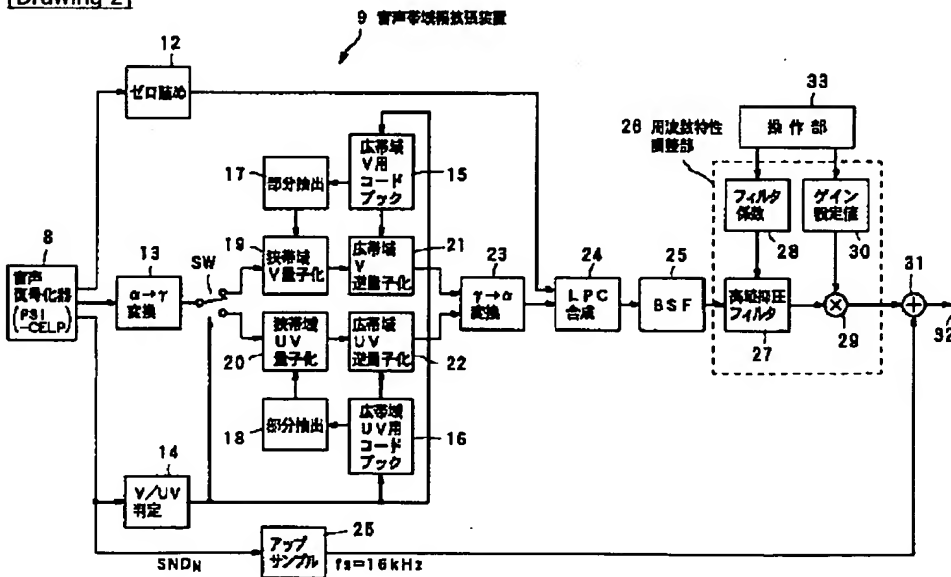 [Drawing 2]
9 音声帯域幅拡張装置
12
ゼロ詰め
33
操作部
28 周波数特性
調整部
フィルタ
係数
28
ゲイン
設定値
30
17
部分抽出
広帯域
V用
コード
ブック
15
8
音声
復号化器
(PSI
-CELP)
13
α→γ
変換
SW
19
狭帯域
V量子化
広帯域
V
逆量子化
21
23
γ→α
変換
24
LPC
合成
25
BSF
高域抑圧
フィルタ
27
29
31
32
狭帯域
UV
量子化
20
広帯域
UV
逆量子化
22
部分抽出
18
広帯域
UV用
コード
ブック
16
14
V/UV
判定
SNDN
26
アップ
サンプル
fs=16kHz